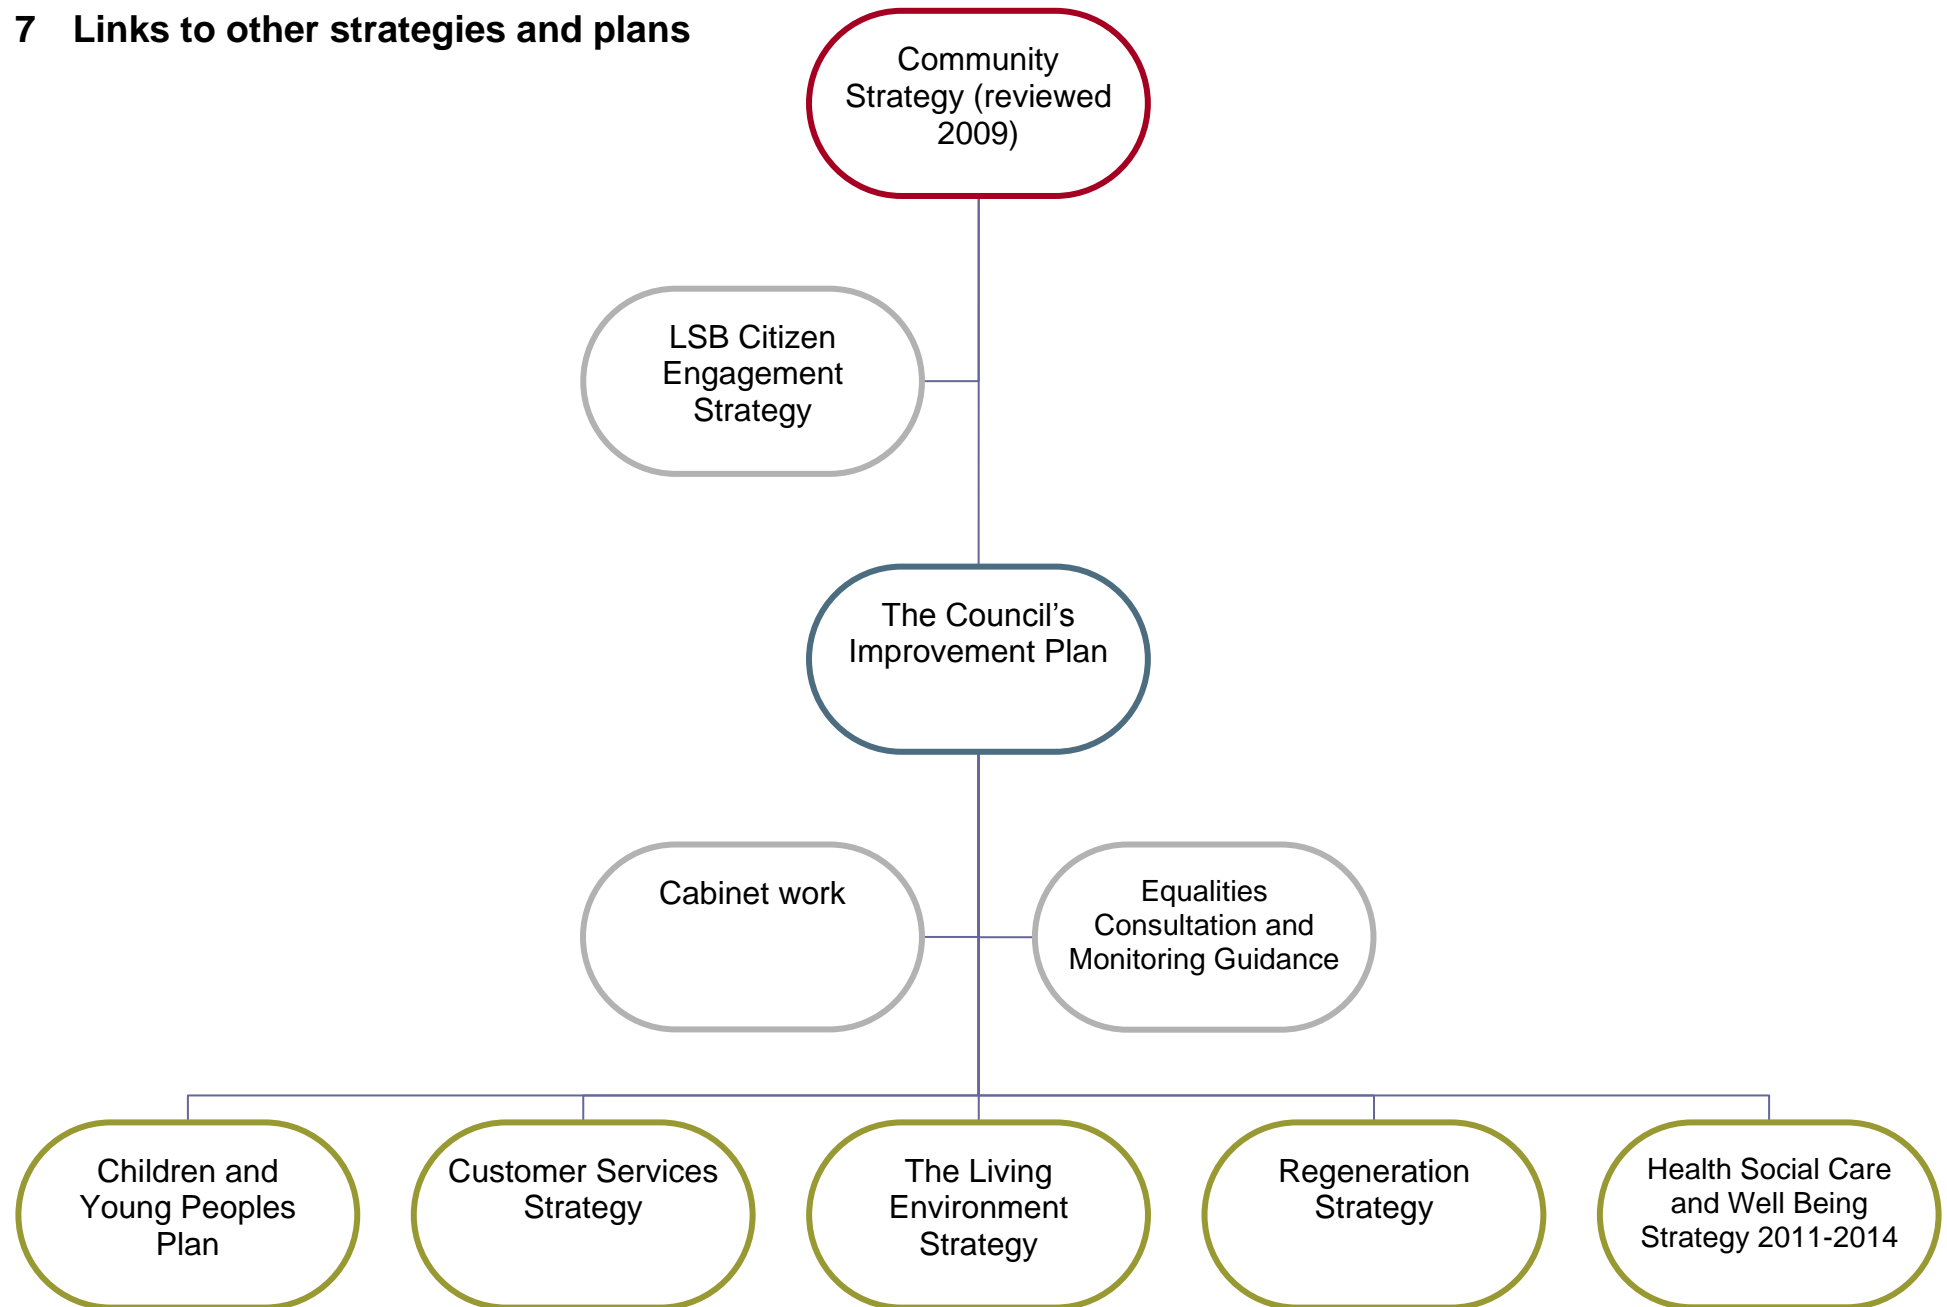 7 Links to other strategies and plans
Community
Strategy (reviewed
2009)
LSB Citizen
Engagement
Strategy
The Council’s
Improvement Plan
Cabinet work
Equalities
Consultation and
Monitoring Guidance
Children and
Young Peoples
Plan
Customer Services
Strategy
The Living
Environment
Strategy
Regeneration
Strategy
Health Social Care
and Well Being
Strategy 2011-2014